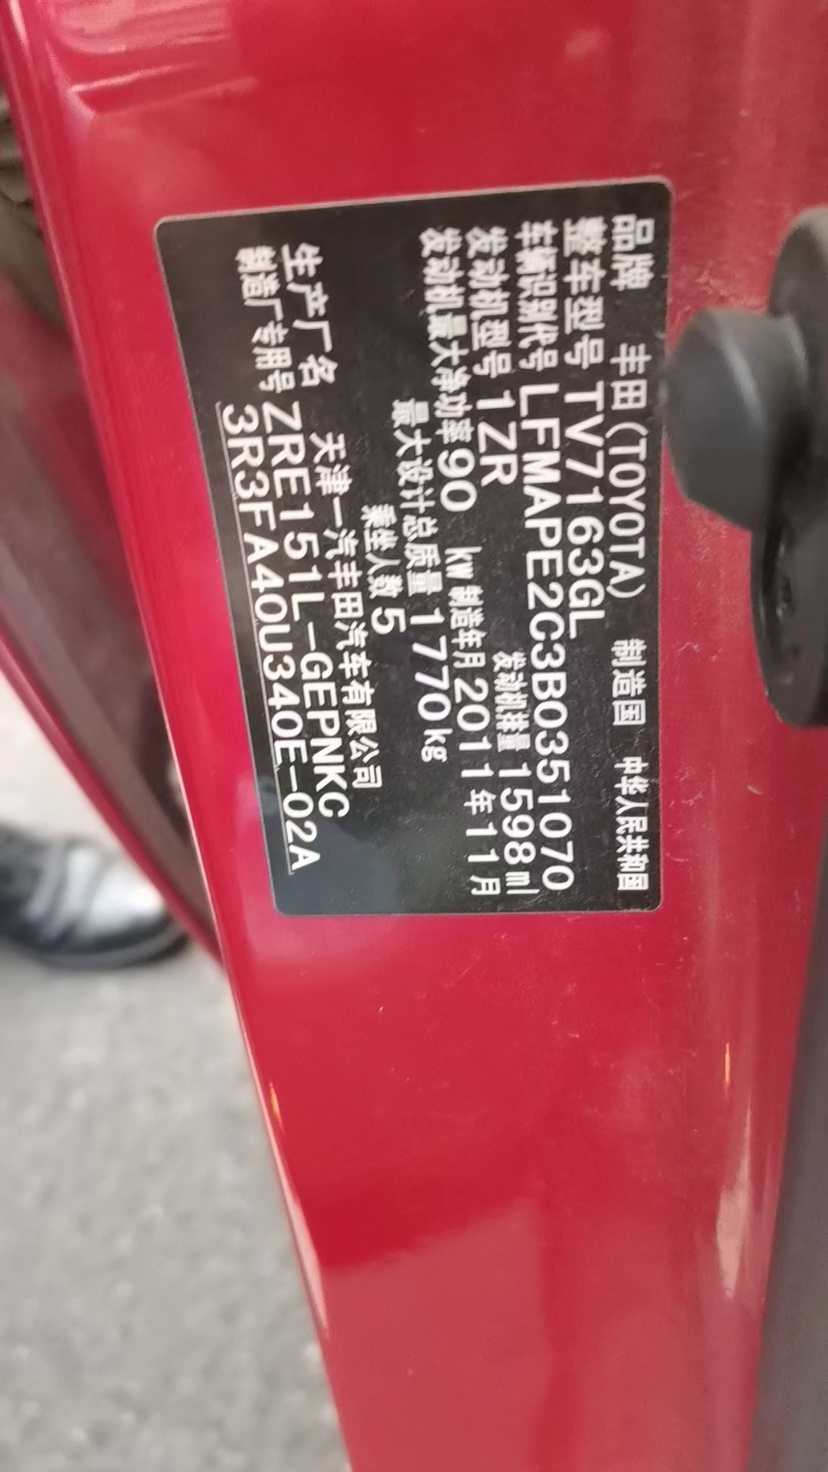 品牌 丰田(TOYOTA) 制造国 中华人民共和国
整车型号 TV7163GL
车辆识别代号 LFMAPE2C3B0351070
发动机型号 1ZR 发动机排量 1598ml
发动机最大净功率 90 kW 制造年月 2011年11月
最大设计总质量 1770kg
乘坐人数 5
生产厂名 天津一汽丰田汽车有限公司
制造厂专用号 ZRE151L-GEPNKC
3R3FA40U340E-02A